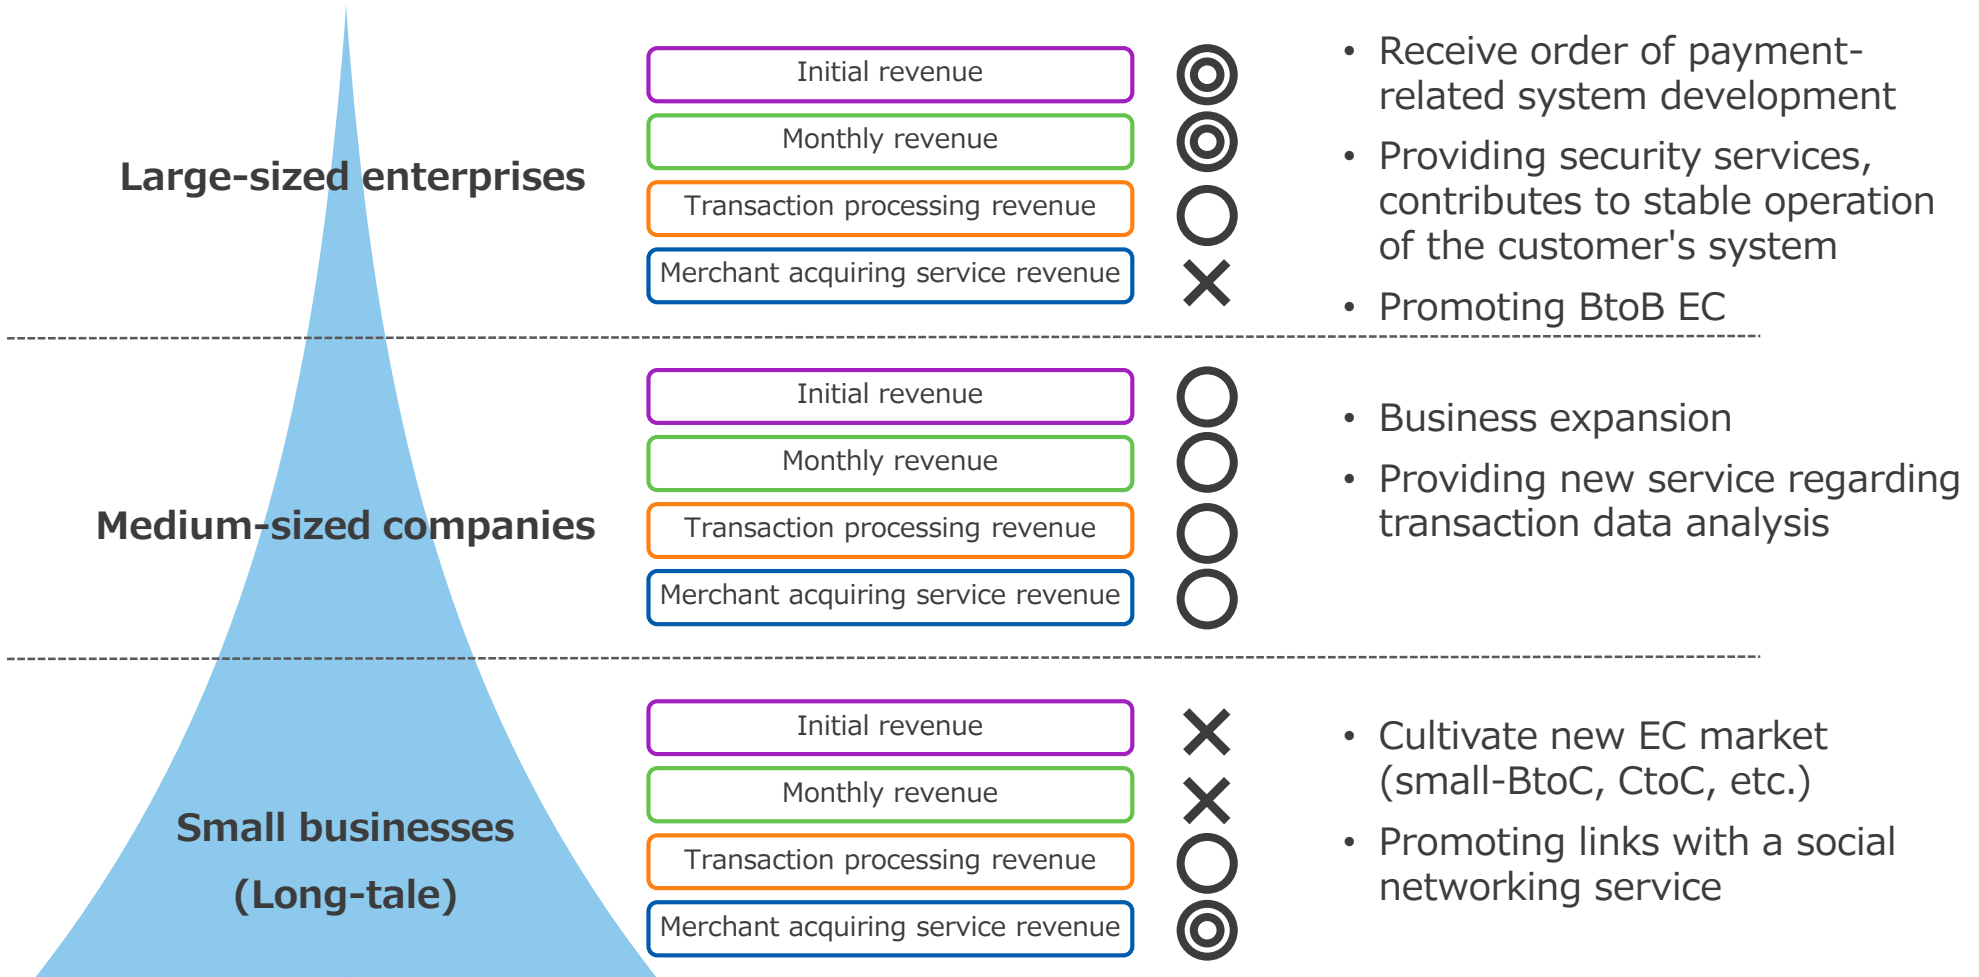 Large-sized enterprises
Initial revenue ◎
Monthly revenue ◎
Transaction processing revenue ○
Merchant acquiring service revenue ×
• Receive order of payment-
related system development
• Providing security services,
contributes to stable operation
of the customer's system
• Promoting BtoB EC
Medium-sized companies
Initial revenue ○
Monthly revenue ○
Transaction processing revenue ○
Merchant acquiring service revenue ○
• Business expansion
• Providing new service regarding
transaction data analysis
Small businesses
(Long-tale)
Initial revenue ×
Monthly revenue ×
Transaction processing revenue ○
Merchant acquiring service revenue ◎
• Cultivate new EC market
(small-BtoC, CtoC, etc.)
• Promoting links with a social
networking service